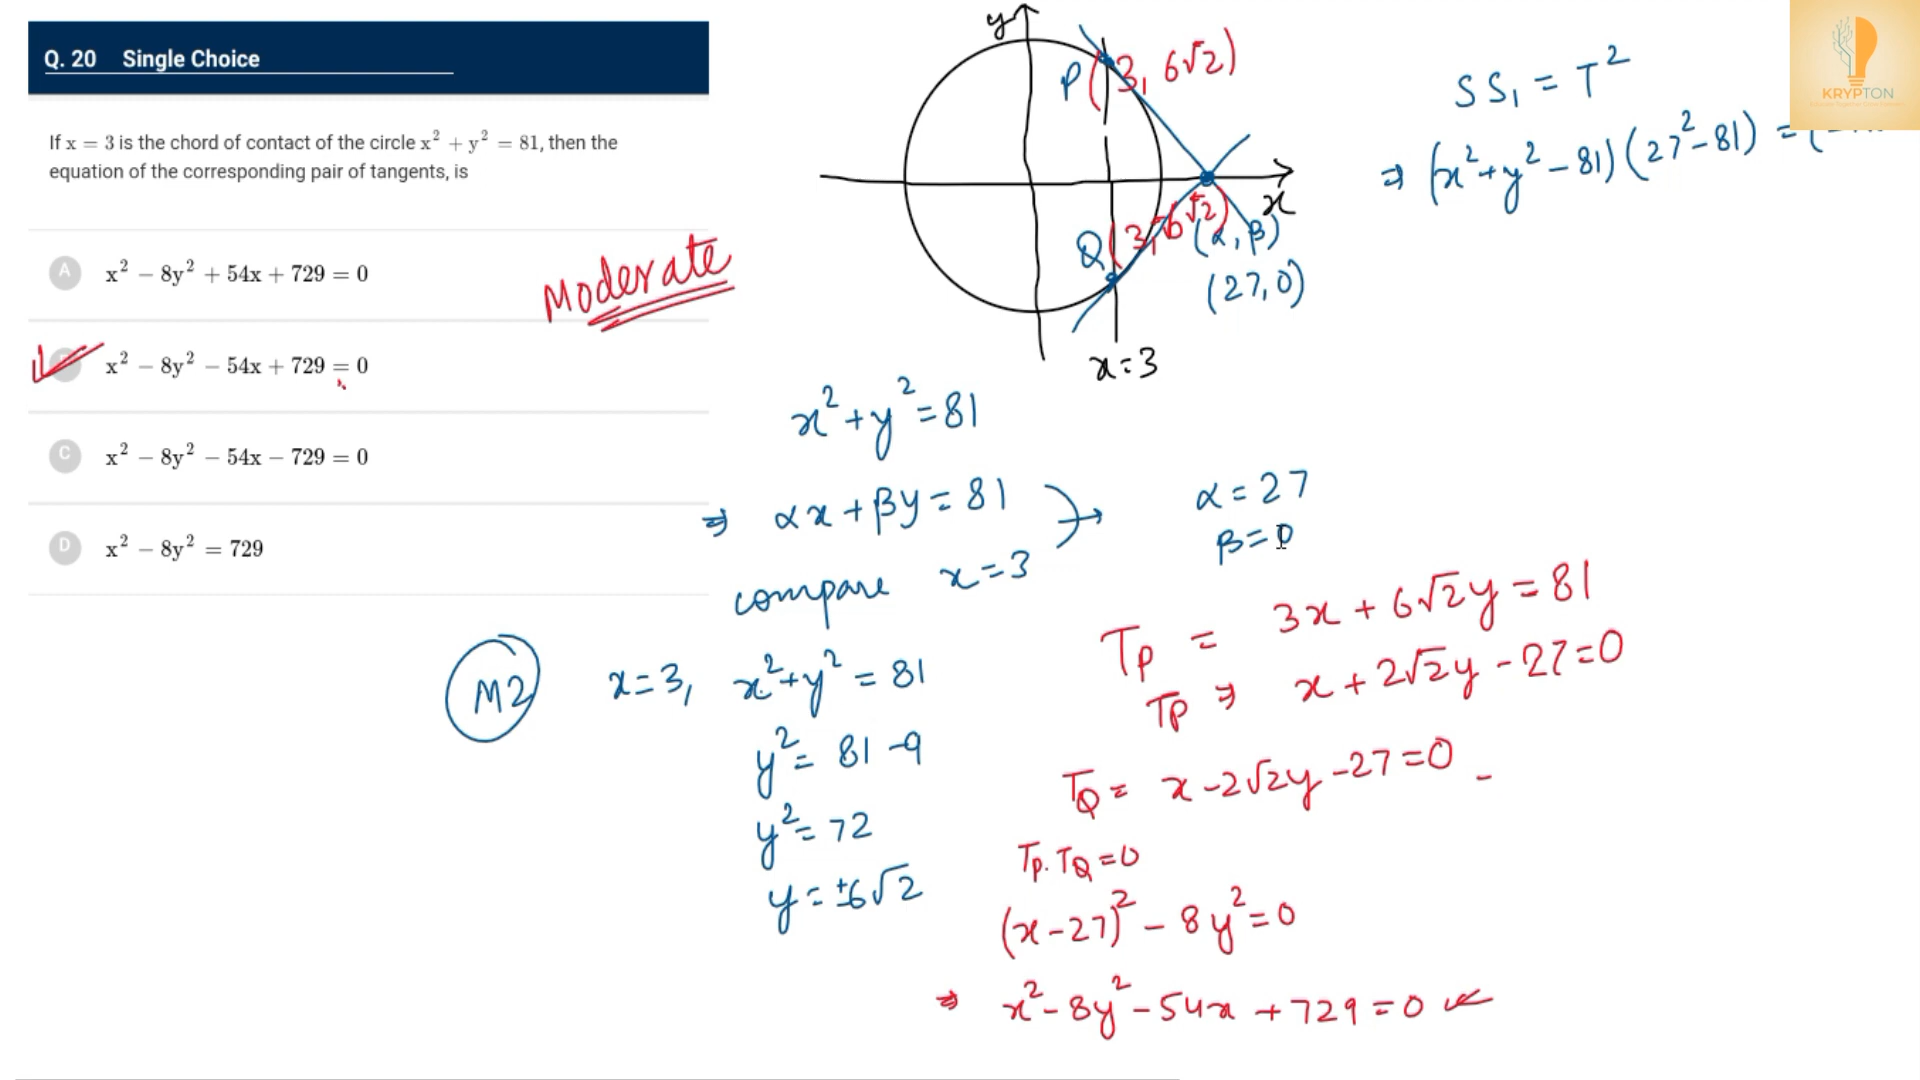 Q. 20 Single Choice
If x = 3 is the chord of contact of the circle x² + y² = 81, then the
equation of the corresponding pair of tangents, is
A x² − 8y² + 54x + 729 = 0
x² − 8y² − 54x + 729 = 0
C x² − 8y² − 54x − 729 = 0
D x² − 8y² = 729
Moderate
y
P (3, 6√2)
x
Q (3, -6√2)
(α, β)
(27, 0)
x = 3
SS₁ = T²
⇒ (x² + y² − 81)(27² − 81) = (
KRYPTON
x² + y² = 81
⇒ αx + βy = 81
compare x = 3
α = 27
β = 0
M2 x = 3, x² + y² = 81
y² = 81 − 9
y² = 72
y = ±6√2
Tp = 3x + 6√2y = 81
Tp ⇒ x + 2√2y − 27 = 0
TQ = x − 2√2y − 27 = 0 -
Tp . TQ = 0
(x − 27)² − 8y² = 0
⇒ x² − 8y² − 54x + 729 = 0